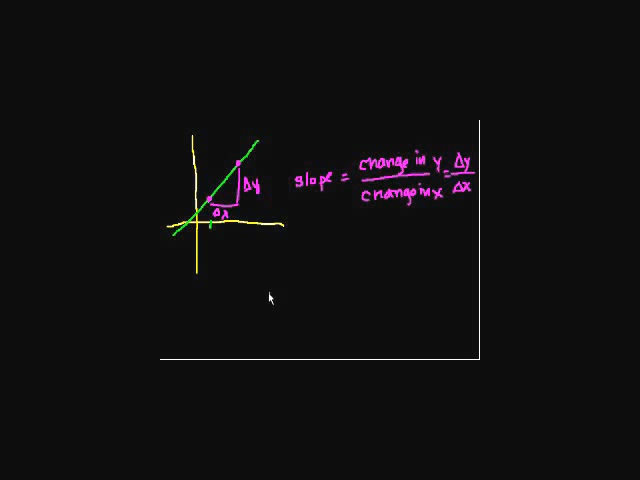 Δy
Δx
slope = change in y / change in x = Δy / Δx